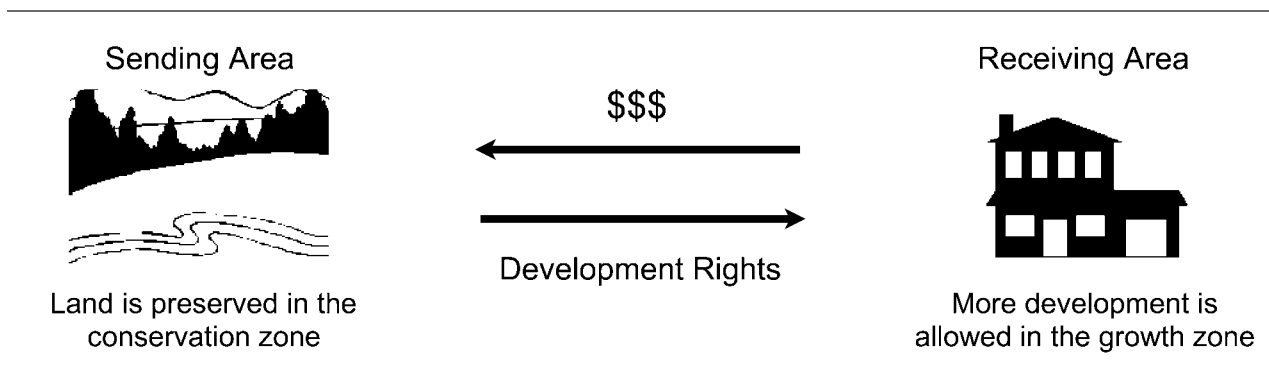 Sending Area
Receiving Area
$$$
Development Rights
Land is preserved in the
conservation zone
More development is
allowed in the growth zone